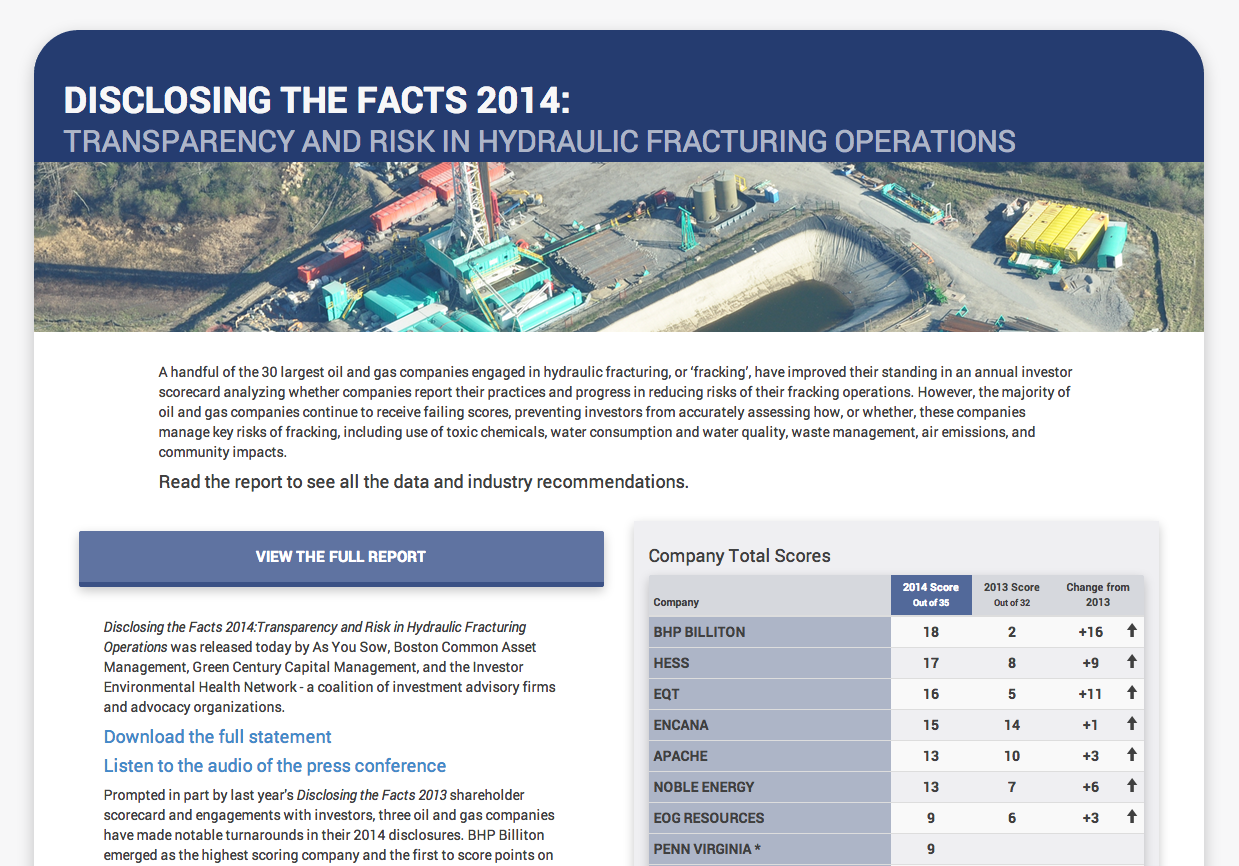 DISCLOSING THE FACTS 2014:
TRANSPARENCY AND RISK IN HYDRAULIC FRACTURING OPERATIONS
A handful of the 30 largest oil and gas companies engaged in hydraulic fracturing, or ‘fracking’, have improved their standing in an annual investor
scorecard analyzing whether companies report their practices and progress in reducing risks of their fracking operations. However, the majority of
oil and gas companies continue to receive failing scores, preventing investors from accurately assessing how, or whether, these companies
manage key risks of fracking, including use of toxic chemicals, water consumption and water quality, waste management, air emissions, and
community impacts.
Read the report to see all the data and industry recommendations.
VIEW THE FULL REPORT
Disclosing the Facts 2014:Transparency and Risk in Hydraulic Fracturing
Operations was released today by As You Sow, Boston Common Asset
Management, Green Century Capital Management, and the Investor
Environmental Health Network - a coalition of investment advisory firms
and advocacy organizations.
Download the full statement
Listen to the audio of the press conference
Prompted in part by last year’s Disclosing the Facts 2013 shareholder
scorecard and engagements with investors, three oil and gas companies
have made notable turnarounds in their 2014 disclosures. BHP Billiton
emerged as the highest scoring company and the first to score points on
Company Total Scores
Company 2014 Score Out of 35 2013 Score Out of 32 Change from 2013
BHP BILLITON 18 2 +16
HESS 17 8 +9
EQT 16 5 +11
ENCANA 15 14 +1
APACHE 13 10 +3
NOBLE ENERGY 13 7 +6
EOG RESOURCES 9 6 +3
PENN VIRGINIA * 9